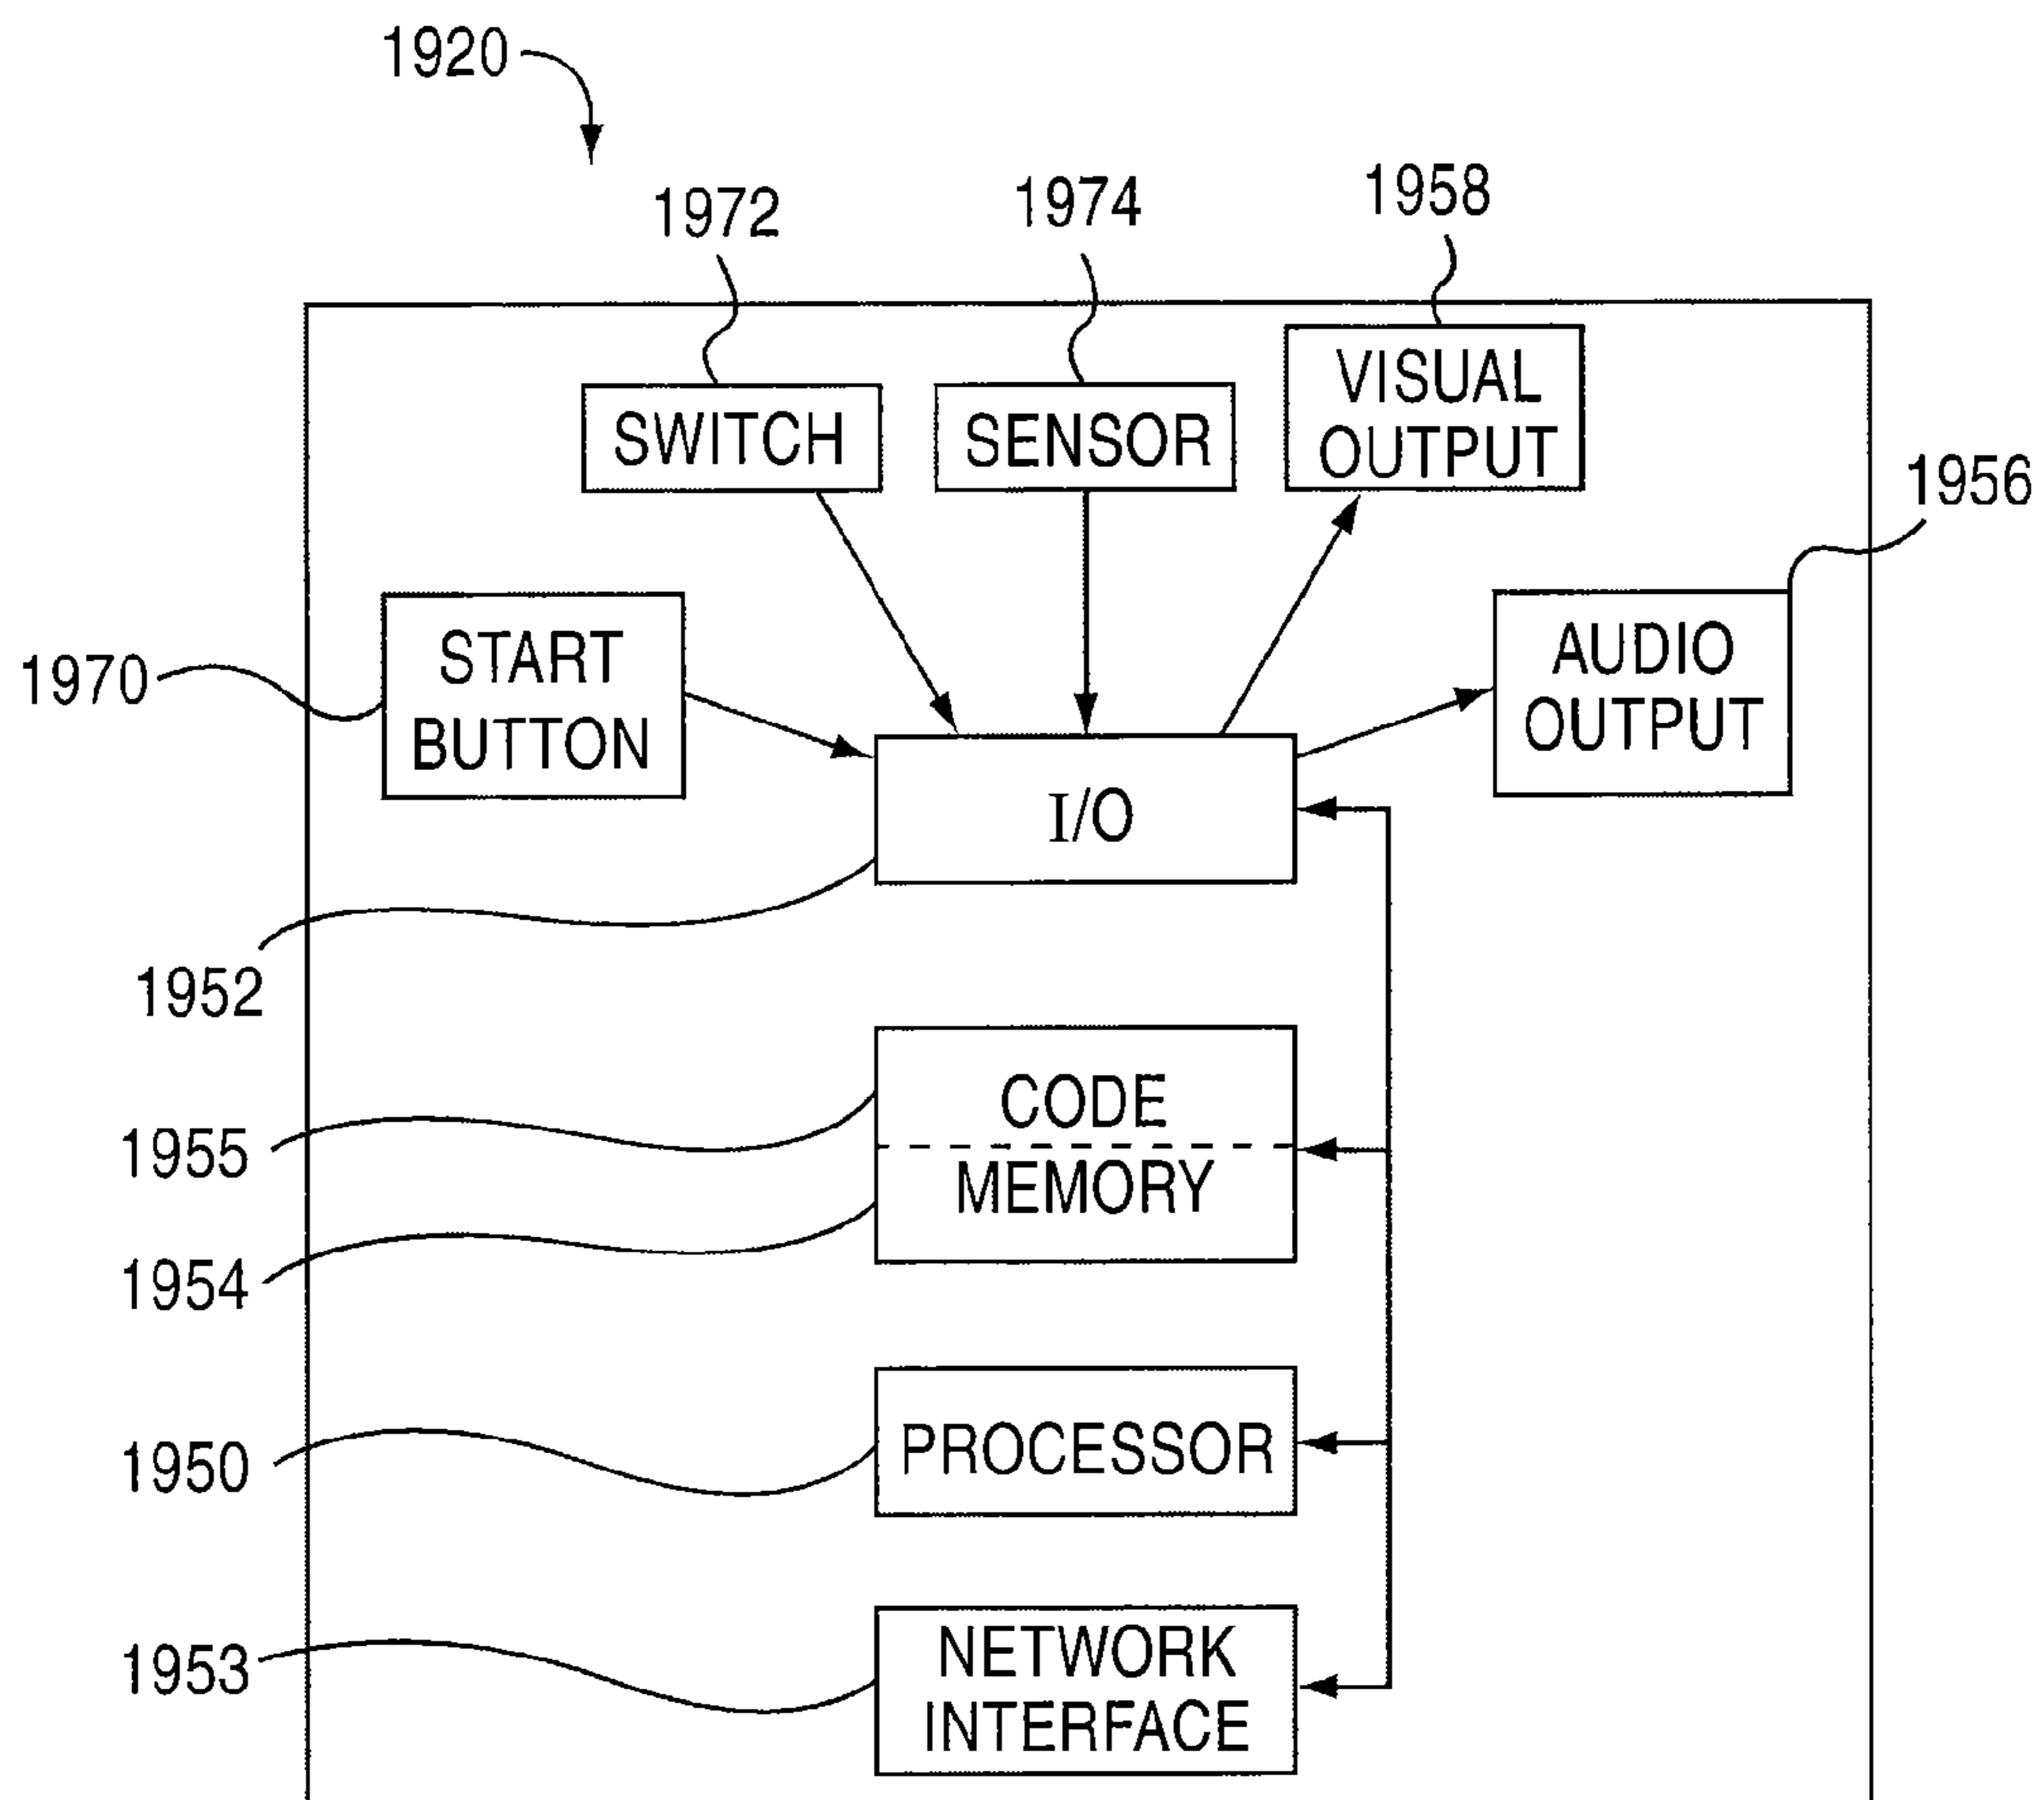 1920
1972
1974
1958
SWITCH
SENSOR
VISUAL
OUTPUT
1956
1970
START
BUTTON
AUDIO
OUTPUT
I/O
1952
CODE
1955
MEMORY
1954
PROCESSOR
1950
NETWORK
INTERFACE
1953